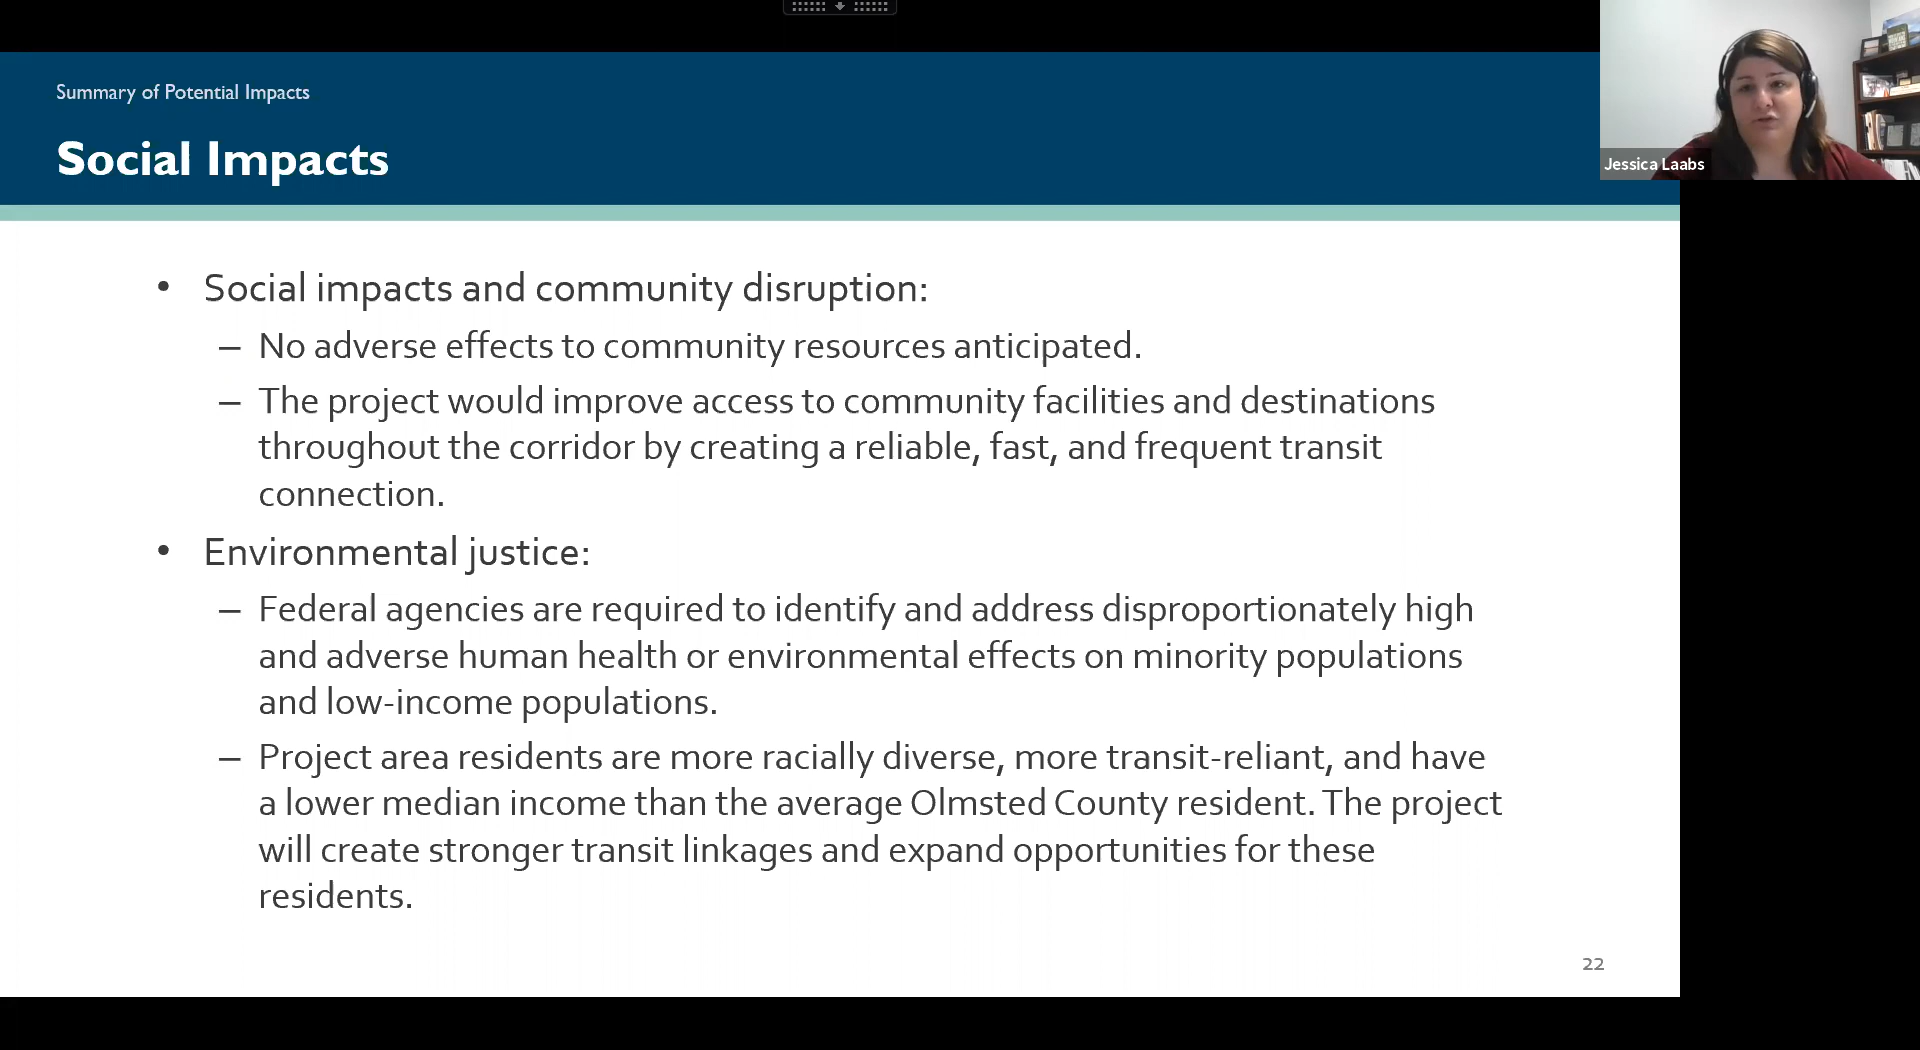 Summary of Potential Impacts
Social Impacts
Jessica Laabs
• Social impacts and community disruption:
– No adverse effects to community resources anticipated.
– The project would improve access to community facilities and destinations
throughout the corridor by creating a reliable, fast, and frequent transit
connection.
• Environmental justice:
– Federal agencies are required to identify and address disproportionately high
and adverse human health or environmental effects on minority populations
and low-income populations.
– Project area residents are more racially diverse, more transit-reliant, and have
a lower median income than the average Olmsted County resident. The project
will create stronger transit linkages and expand opportunities for these
residents.
22